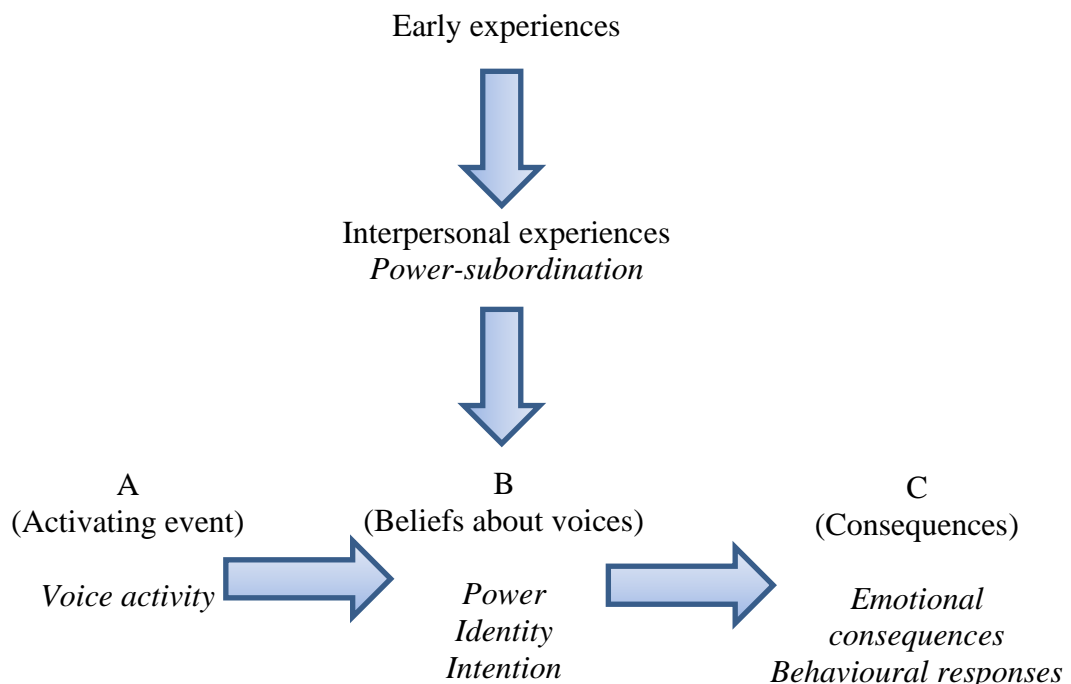 Early experiences
Interpersonal experiences
Power-subordination
A
(Activating event)
Voice activity
B
(Beliefs about voices)
Power
Identity
Intention
C
(Consequences)
Emotional
consequences
Behavioural responses